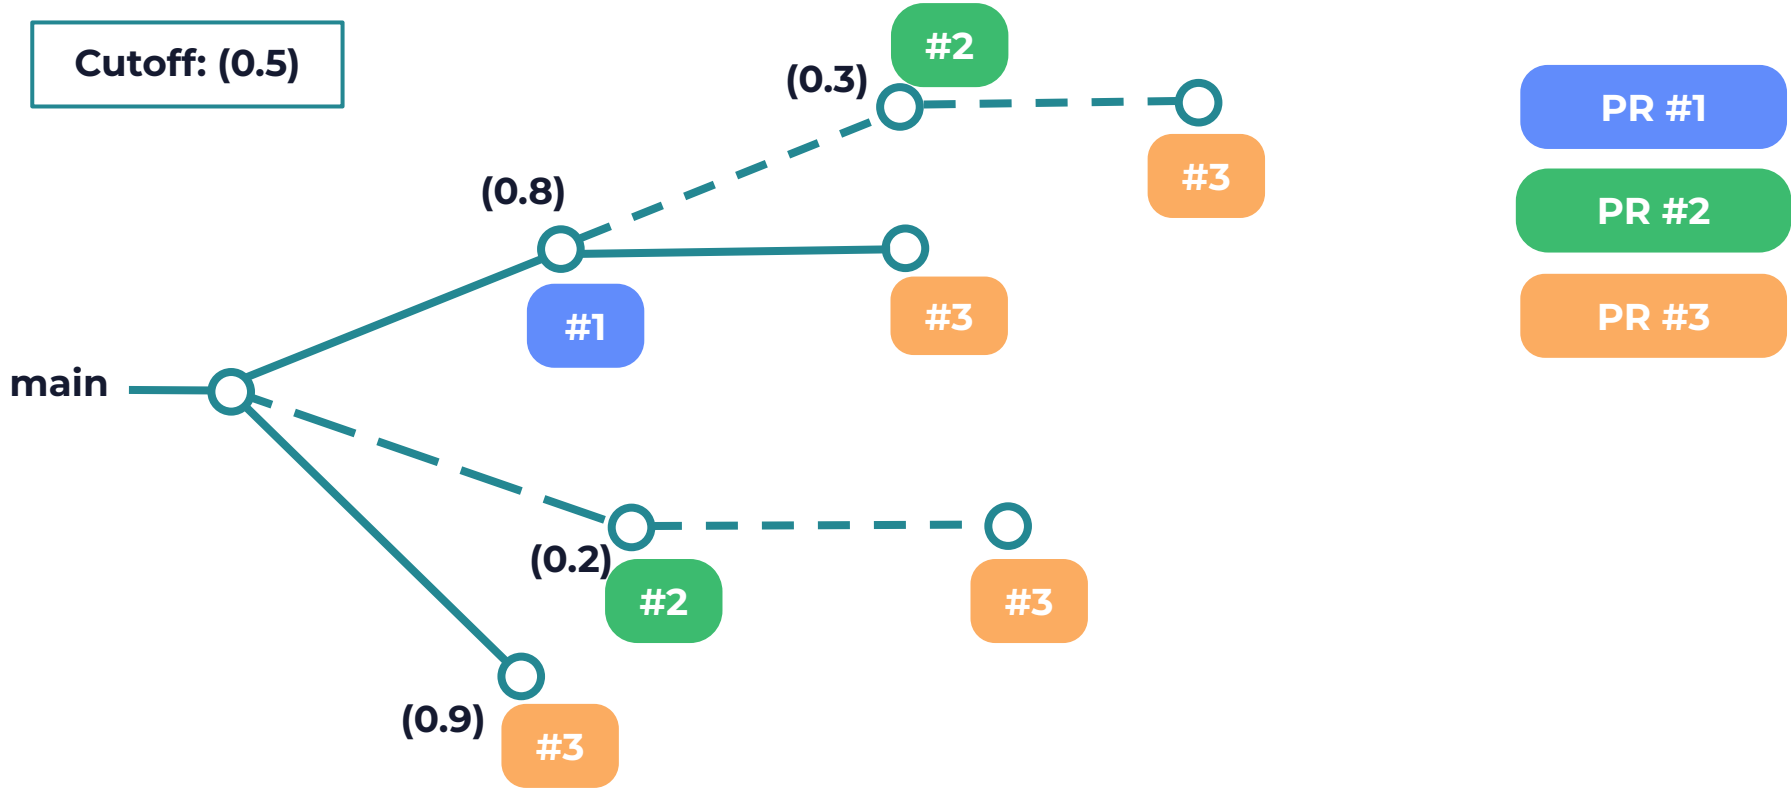 Cutoff: (0.5)
#2
(0.3)
PR #1
#3
(0.8)
PR #2
#1
#3
PR #3
main
(0.2)
#2
#3
(0.9)
#3